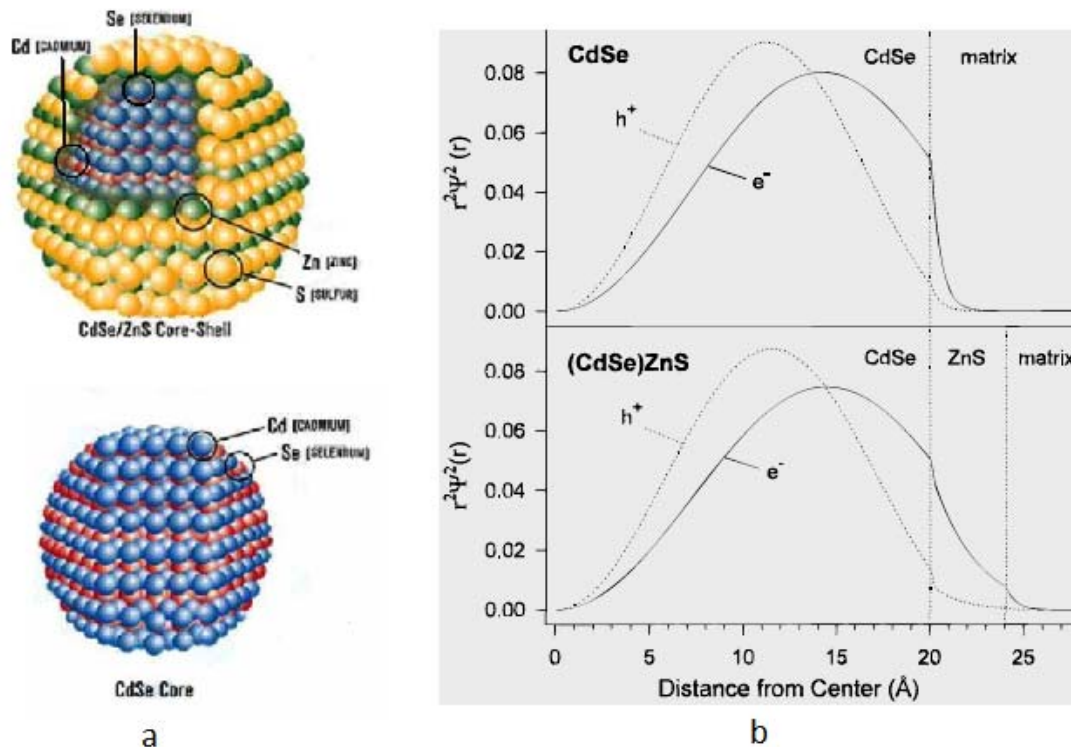 Se [SELENIUM]
Cd [CADMIUM]
Zn [ZINC]
S [SULFUR]
CdSe/ZnS Core-Shell
Cd [CADMIUM]
Se [SELENIUM]
CdSe Core
a
CdSe
CdSe
matrix
h+
e-
r²Ψ²(r)
0.08
0.06
0.04
0.02
0.00
(CdSe)ZnS
CdSe
ZnS
matrix
h+
e-
r²Ψ²(r)
0.08
0.06
0.04
0.02
0.00
0 5 10 15 20 25
Distance from Center (Å)
b